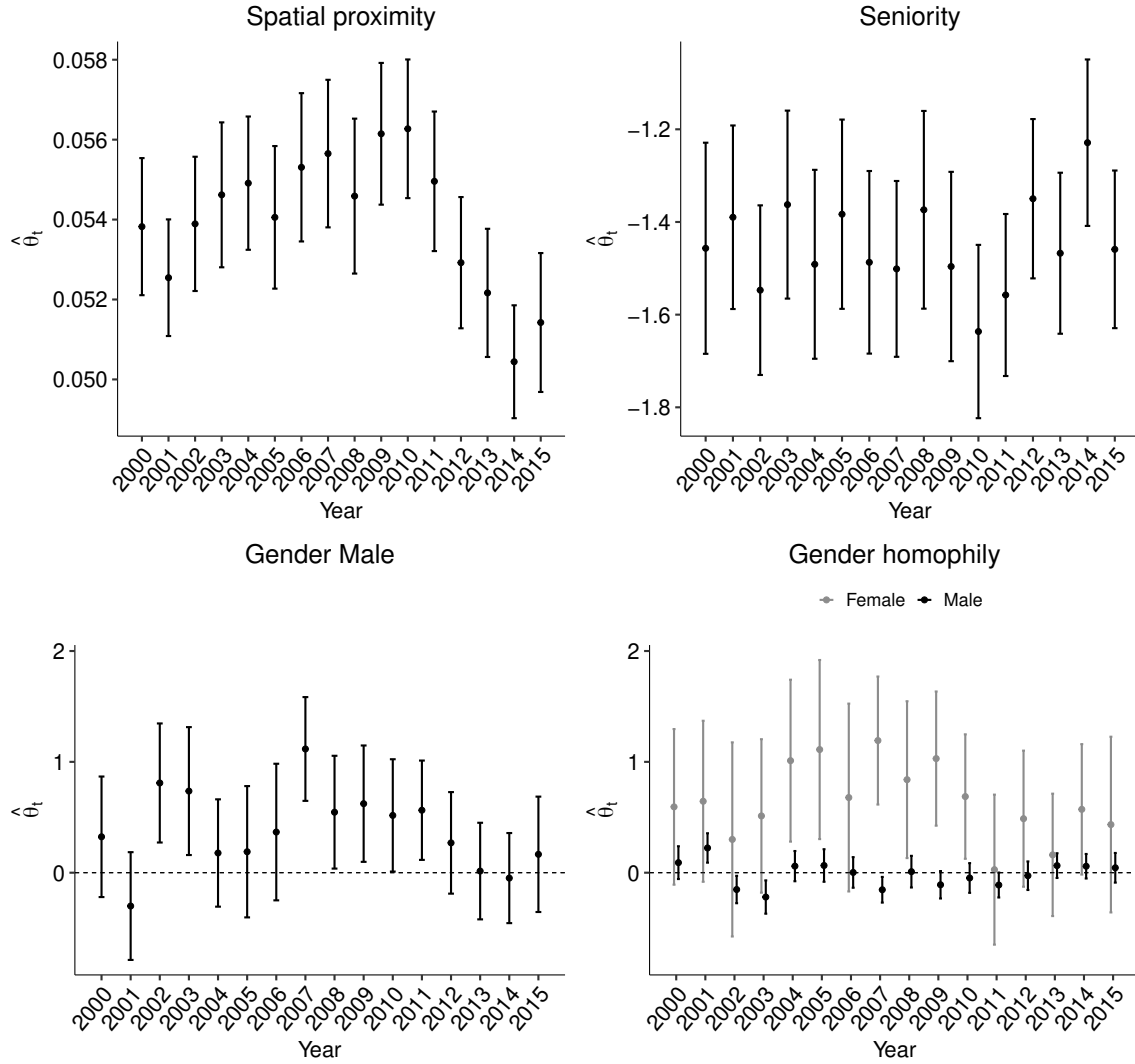 Spatial proximity
0.058
0.056
0.054
0.052
0.050
θ̂t
2000 2001 2002 2003 2004 2005 2006 2007 2008 2009 2010 2011 2012 2013 2014 2015
Year
Seniority
−1.2
−1.4
−1.6
−1.8
θ̂t
2000 2001 2002 2003 2004 2005 2006 2007 2008 2009 2010 2011 2012 2013 2014 2015
Year
Gender Male
2
1
0
θ̂t
2000 2001 2002 2003 2004 2005 2006 2007 2008 2009 2010 2011 2012 2013 2014 2015
Year
Gender homophily
Female Male
2
1
0
θ̂t
2000 2001 2002 2003 2004 2005 2006 2007 2008 2009 2010 2011 2012 2013 2014 2015
Year